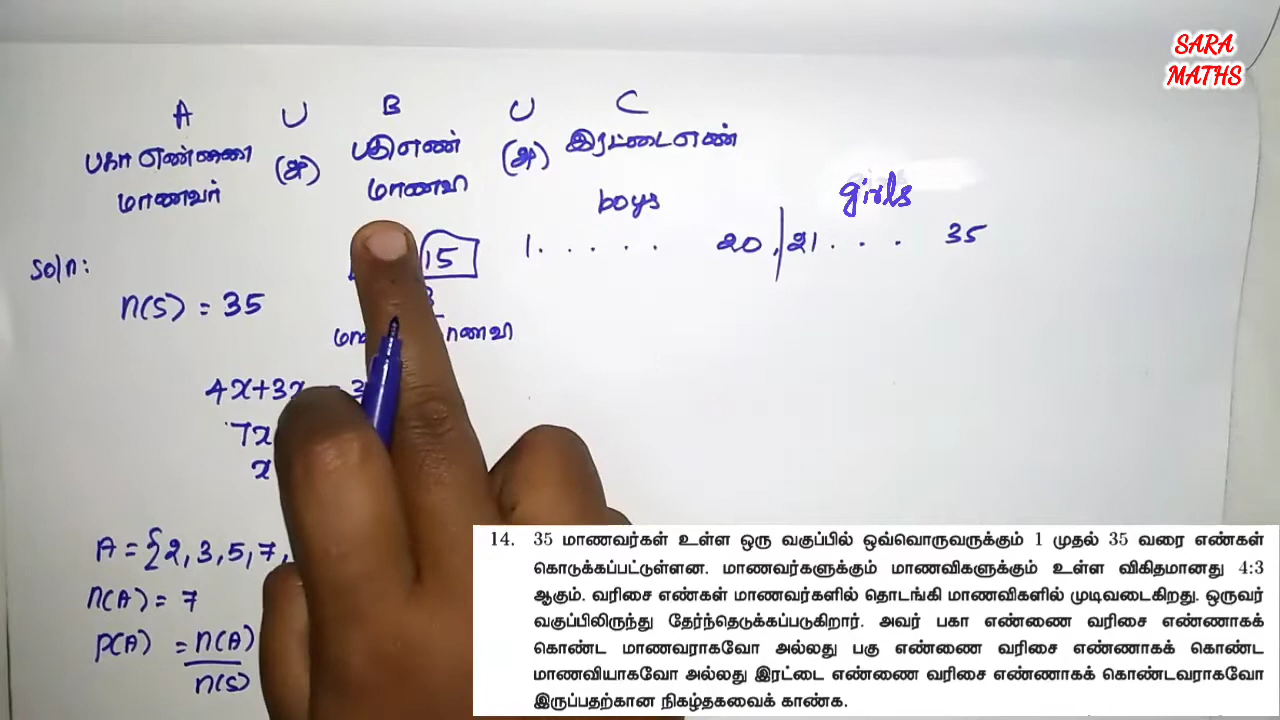 SARA
MATHS
A U B U C
பகா எண்ணை (அ) பகு எண் (அ) இரட்டை எண்
மாணவர் மாணவி
boys girls
15 1 . . . . . 20, 21 . . . 35
Soln:
n(S) = 35
4x+3x
7x
x
A = {2, 3, 5, 7,
n(A) = 7
P(A) = n(A)
n(S)
14. 35 மாணவர்கள் உள்ள ஒரு வகுப்பில் ஒவ்வொருவருக்கும் 1 முதல் 35 வரை எண்கள்
கொடுக்கப்பட்டுள்ளன. மாணவர்களுக்கும் மாணவிகளுக்கும் உள்ள விகிதமானது 4:3
ஆகும். வரிசை எண்கள் மாணவர்களில் தொடங்கி மாணவிகளில் முடிவடைகிறது. ஒருவர்
வகுப்பிலிருந்து தேர்ந்தெடுக்கப்படுகிறார். அவர் பகா எண்ணை வரிசை எண்ணாகக்
கொண்ட மாணவராகவோ அல்லது பகு எண்ணை வரிசை எண்ணாகக் கொண்ட
மாணவியாகவோ அல்லது இரட்டை எண்ணை வரிசை எண்ணாகக் கொண்டவராகவோ
இருப்பதற்கான நிகழ்தகவைக் காண்க.